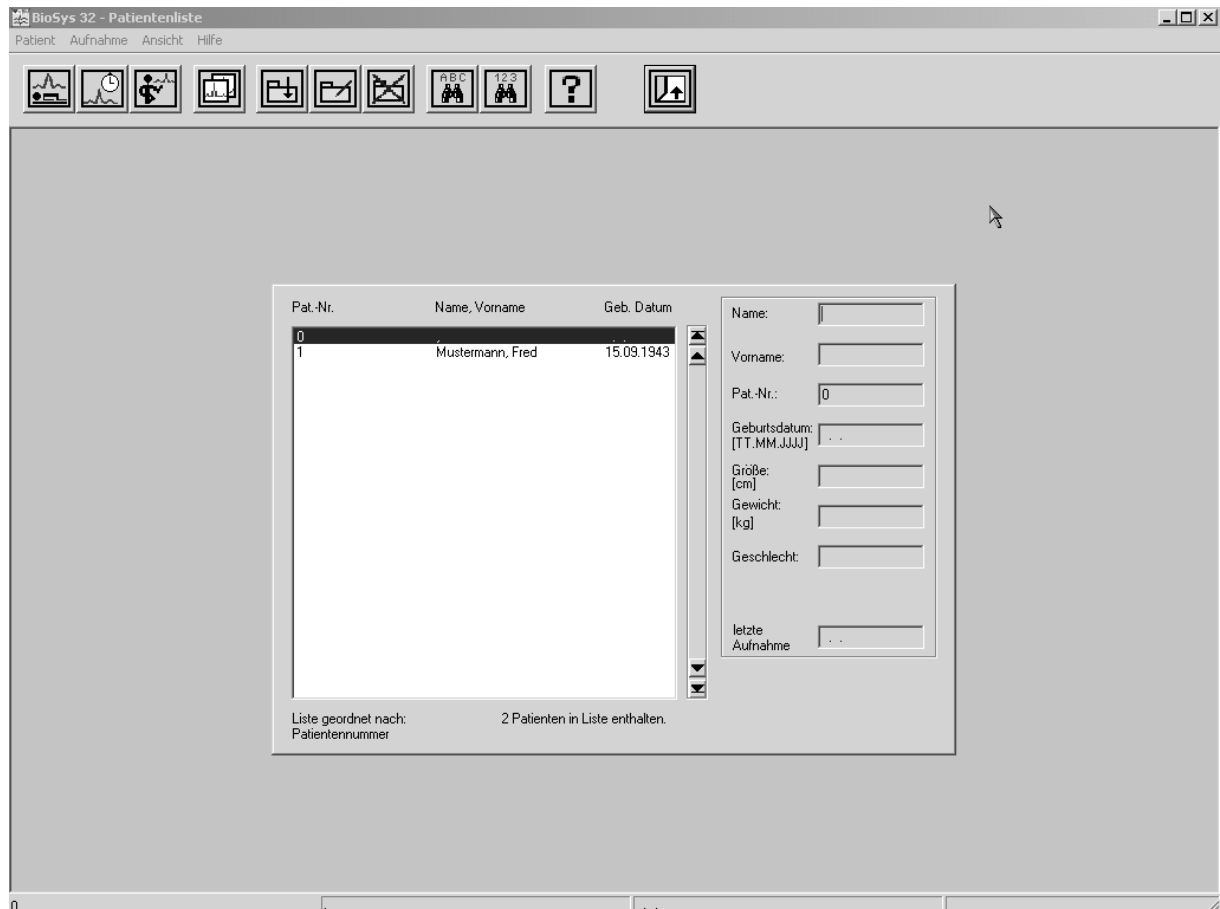 BioSys 32 - Patientenliste
Patient Aufnahme Ansicht Hilfe
ABC 123 ?
Pat.-Nr. Name, Vorname Geb. Datum
0 , . .
1 Mustermann, Fred 15.09.1943
Liste geordnet nach: 2 Patienten in Liste enthalten.
Patientennummer
Name:
Vorname:
Pat.-Nr.: 0
Geburtsdatum: . .
[TT.MM.JJJJ]
Größe:
[cm]
Gewicht:
[kg]
Geschlecht:
letzte . .
Aufnahme
0